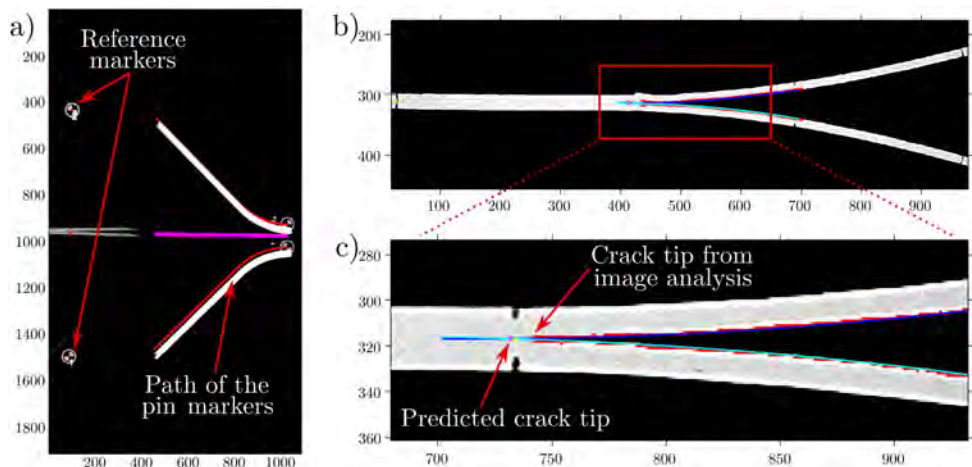 a)
Reference
markers
200
400
600
800
1000
1200
1400
1600
1800
Path of the
pin markers
200 400 600 800 1000
b)
200
300
400
100 200 300 400 500 600 700 800 900
c)
Crack tip from
image analysis
280
300
320
340
360
Predicted crack tip
700 750 800 850 900